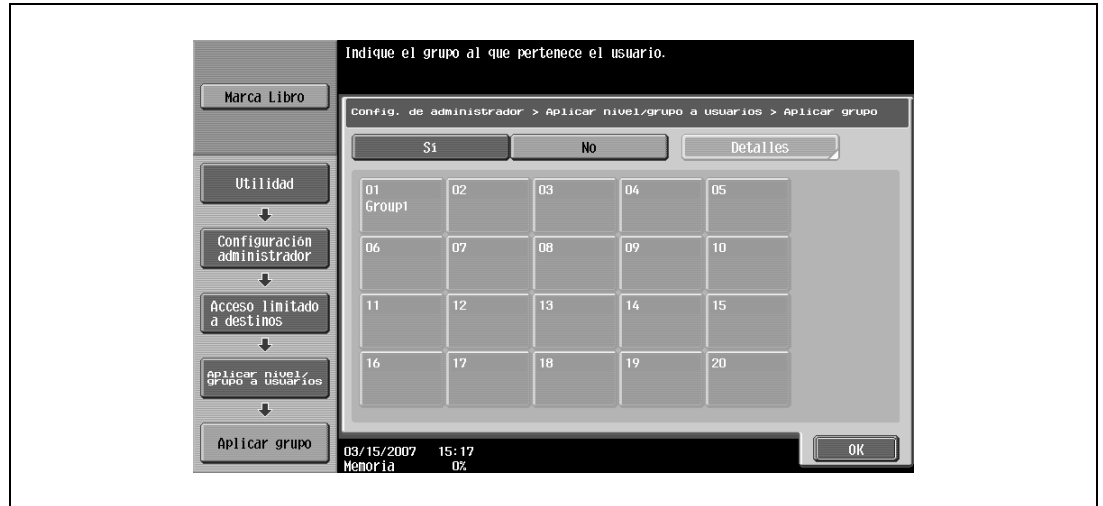 Indique el grupo al que pertenece el usuario.
Marca Libro
Config. de administrador > Aplicar nivel/grupo a usuarios > Aplicar grupo
Sí No Detalles
Utilidad
Configuración
administrador
Acceso limitado
a destinos
Aplicar nivel/
grupo a usuarios
Aplicar grupo
01 02 03 04 05
Group1
06 07 08 09 10
11 12 13 14 15
16 17 18 19 20
03/15/2007 15:17
Memoria 0%
OK